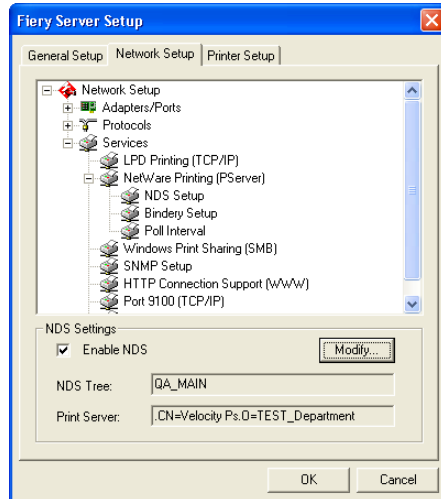 Fiery Server Setup
General Setup Network Setup Printer Setup
Network Setup
Adapters/Ports
Protocols
Services
LPD Printing (TCP/IP)
NetWare Printing (PServer)
NDS Setup
Bindery Setup
Poll Interval
Windows Print Sharing (SMB)
SNMP Setup
HTTP Connection Support (WWW)
Port 9100 (TCP/IP)
NDS Settings
Enable NDS Modify...
NDS Tree: QA_MAIN
Print Server: .CN=Velocity Ps.O=TEST_Department
OK Cancel